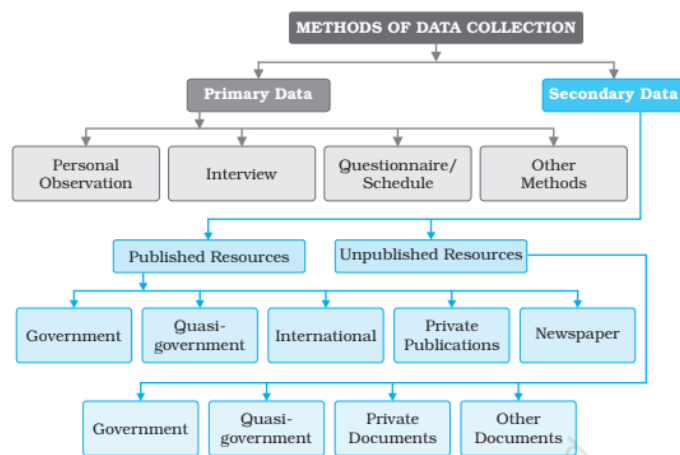 METHODS OF DATA COLLECTION
Primary Data
Secondary Data
Personal
Observation
Interview
Questionnaire/
Schedule
Other
Methods
Published Resources
Unpublished Resources
Government
Quasi-
government
International
Private
Publications
Newspaper
Government
Quasi-
government
Private
Documents
Other
Documents